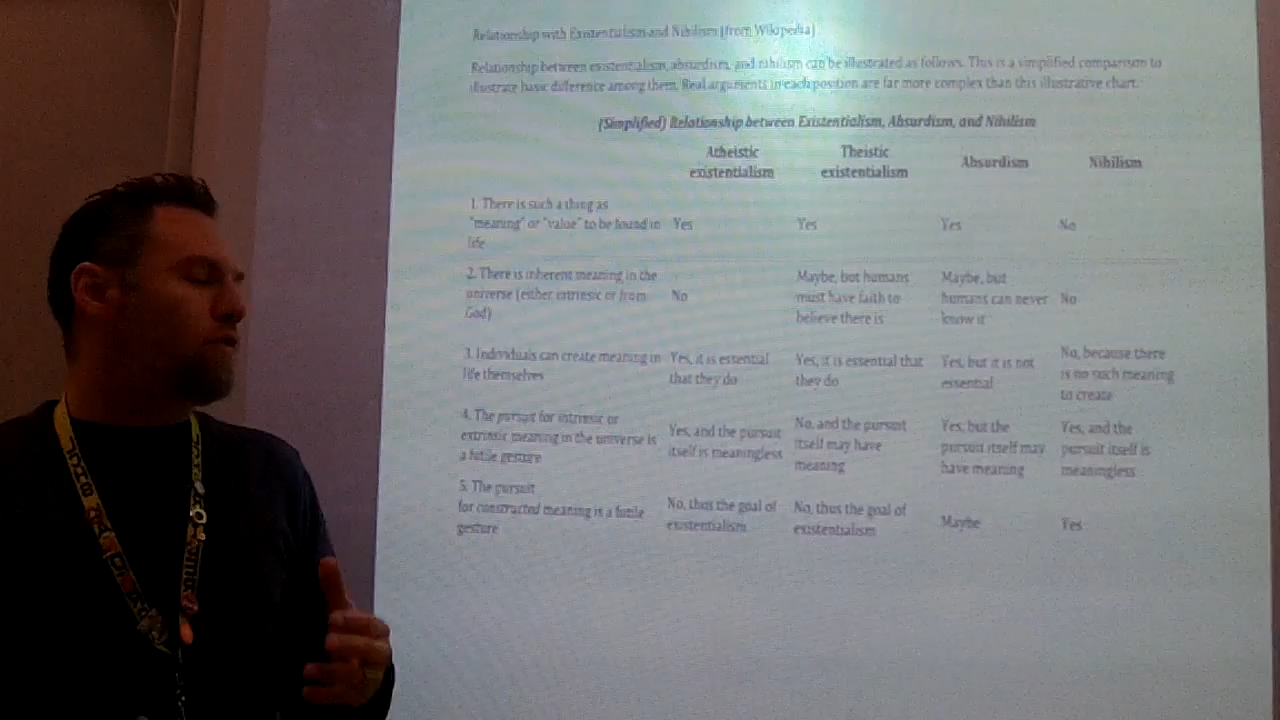 Relationship with Existentialism and Nihilism (from Wikipedia)
Relationship between existentialism, absurdism, and nihilism can be illustrated as follows. This is a simplified comparison to
illustrate basic difference among them. Real arguments in each position are far more complex than this illustrative chart.
(Simplified) Relationship between Existentialism, Absurdism, and Nihilism
Atheistic
existentialism
Theistic
existentialism
Absurdism
Nihilism
1. There is such a thing as
"meaning" or "value" to be found in
life
Yes
Yes
Yes
No
2. There is inherent meaning in the
universe (either intrinsic or from
God)
No
Maybe, but humans
must have faith to
believe there is
Maybe, but
humans can never
know it
No
3. Individuals can create meaning in
life themselves
Yes, it is essential
that they do
Yes, it is essential that
they do
Yes, but it is not
essential
No, because there
is no such meaning
to create
4. The pursuit for intrinsic or
extrinsic meaning in the universe is
a futile gesture
Yes, and the pursuit
itself is meaningless
No, and the pursuit
itself may have
meaning
Yes, but the
pursuit itself may
have meaning
Yes, and the
pursuit itself is
meaningless
5. The pursuit
for constructed meaning is a futile
gesture
No, thus the goal of
existentialism
No, thus the goal of
existentialism
Maybe
Yes